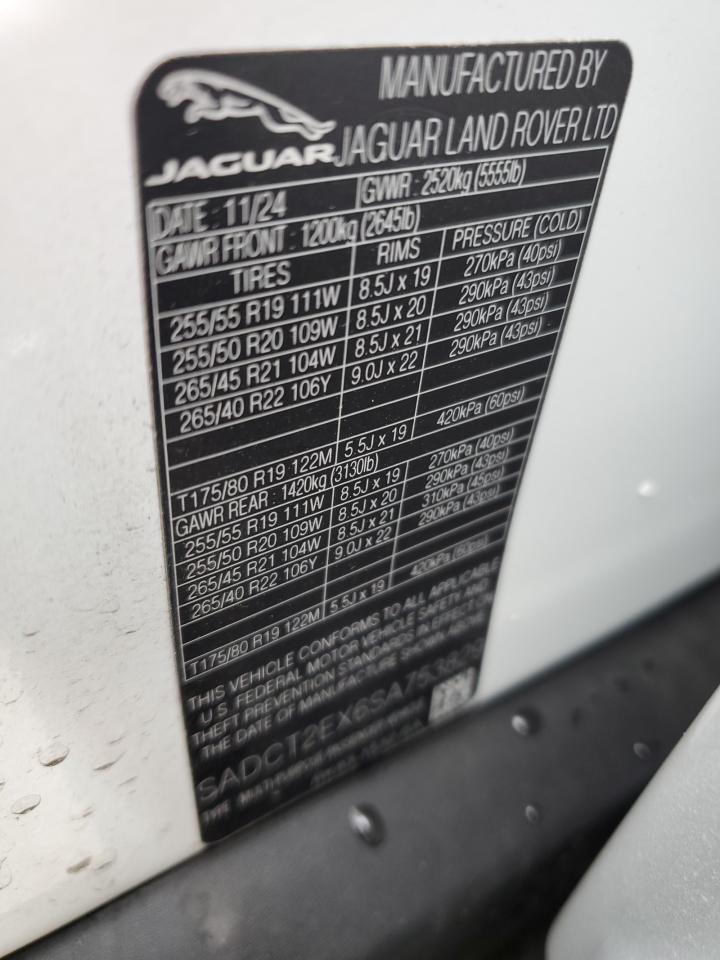 MANUFACTURED BY
JAGUAR
JAGUAR LAND ROVER LTD
DATE : 11/24 GVWR : 2520kg (5555lb)
GAWR FRONT : 1200kg (2645lb)
TIRES RIMS PRESSURE (COLD)
255/55 R19 111W 8.5J x 19 270kPa (40psi)
255/50 R20 109W 8.5J x 20 290kPa (43psi)
265/45 R21 104W 8.5J x 21 290kPa (43psi)
265/40 R22 106Y 9.0J x 22 290kPa (43psi)
T175/80 R19 122M 5.5J x 19 420kPa (60psi)
GAWR REAR : 1420kg (3130lb)
255/55 R19 111W 8.5J x 19 270kPa (40psi)
255/50 R20 109W 8.5J x 20 290kPa (43psi)
265/45 R21 104W 8.5J x 21 310kPa (45psi)
265/40 R22 106Y 9.0J x 22 290kPa (43psi)
T175/80 R19 122M 5.5J x 19 420kPa (60psi)
THIS VEHICLE CONFORMS TO ALL APPLICABLE
U.S. FEDERAL MOTOR VEHICLE SAFETY AND
THEFT PREVENTION STANDARDS IN EFFECT ON
THE DATE OF MANUFACTURE SHOWN ABOVE
TYPE : MULTI-PURPOSE PASSENGER VEHICLE